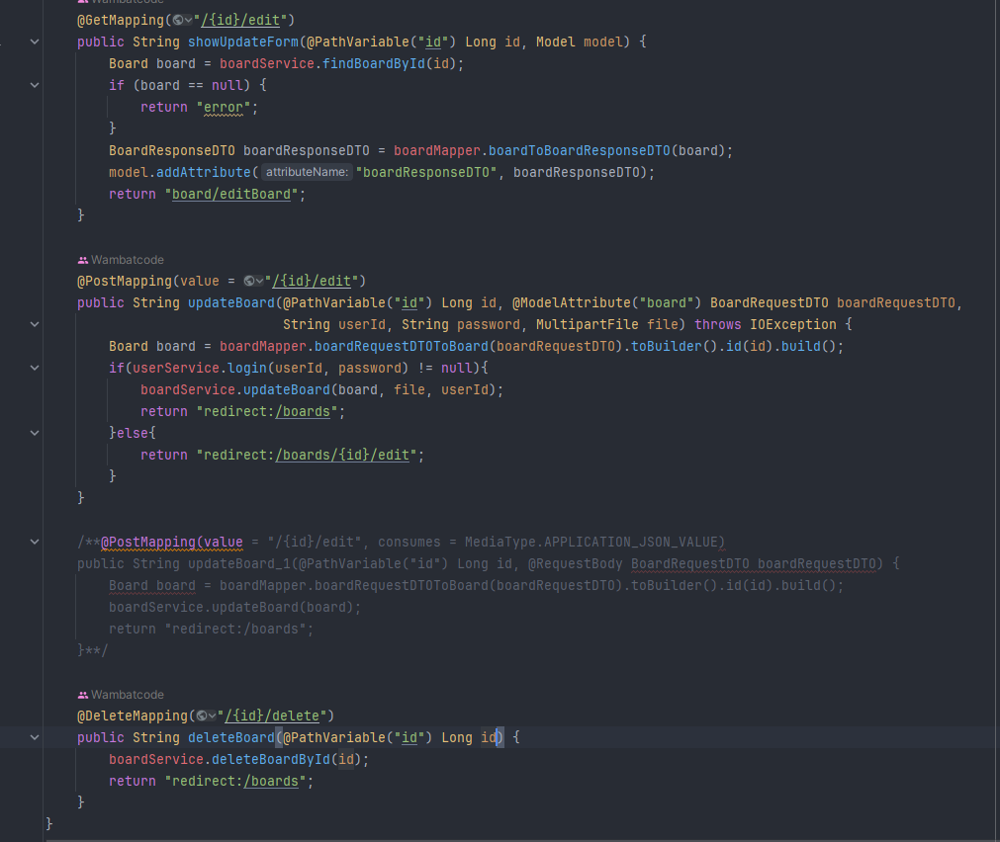 Wambatcode
@GetMapping("/{id}/edit")
public String showUpdateForm(@PathVariable("id") Long id, Model model) {
    Board board = boardService.findBoardById(id);
    if (board == null) {
        return "error";
    }
    BoardResponseDTO boardResponseDTO = boardMapper.boardToBoardResponseDTO(board);
    model.addAttribute( attributeName: "boardResponseDTO", boardResponseDTO);
    return "board/editBoard";
}
Wambatcode
@PostMapping(value = "/{id}/edit")
public String updateBoard(@PathVariable("id") Long id, @ModelAttribute("board") BoardRequestDTO boardRequestDTO,
                          String userId, String password, MultipartFile file) throws IOException {
    Board board = boardMapper.boardRequestDTOToBoard(boardRequestDTO).toBuilder().id(id).build();
    if(userService.login(userId, password) != null){
        boardService.updateBoard(board, file, userId);
        return "redirect:/boards";
    }else{
        return "redirect:/boards/{id}/edit";
    }
}
/**@PostMapping(value = "/{id}/edit", consumes = MediaType.APPLICATION_JSON_VALUE)
public String updateBoard_1(@PathVariable("id") Long id, @RequestBody BoardRequestDTO boardRequestDTO) {
    Board board = boardMapper.boardRequestDTOToBoard(boardRequestDTO).toBuilder().id(id).build();
    boardService.updateBoard(board);
    return "redirect:/boards";
}**/
Wambatcode
@DeleteMapping("/{id}/delete")
public String deleteBoard(@PathVariable("id") Long id) {
    boardService.deleteBoardById(id);
    return "redirect:/boards";
}
}